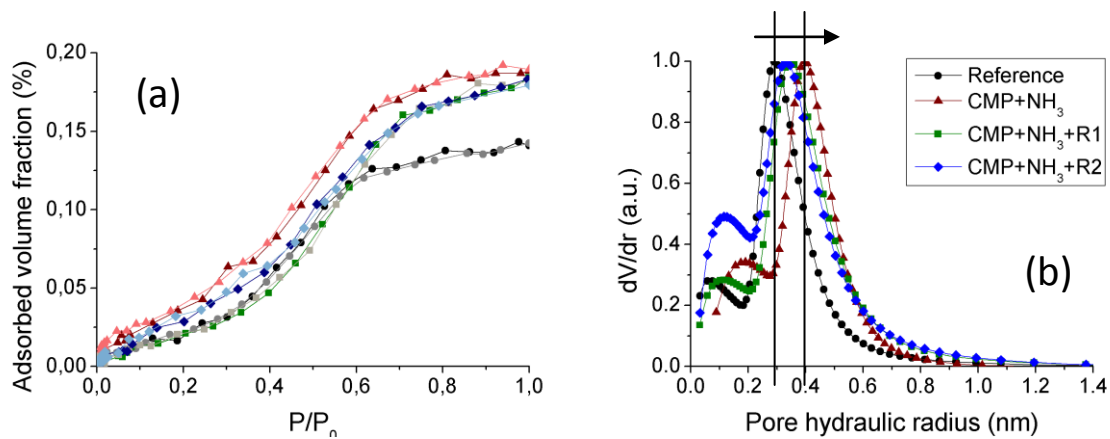 (a)
Adsorbed volume fraction (%)
0,20
0,15
0,10
0,05
0,00
0,0 0,2 0,4 0,6 0,8 1,0
P/P₀
(b)
dV/dr (a.u.)
1.0
0.8
0.6
0.4
0.2
0.0
0.0 0.2 0.4 0.6 0.8 1.0 1.2 1.4
Pore hydraulic radius (nm)
Reference
CMP+NH₃
CMP+NH₃+R1
CMP+NH₃+R2